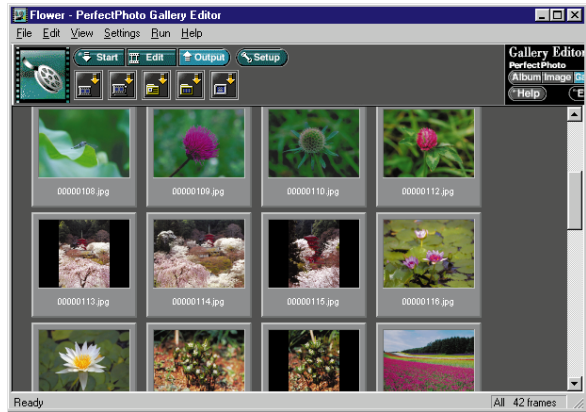 Flower - PerfectPhoto Gallery Editor
File Edit View Settings Run Help
Start Edit Output Setup
Gallery Editor
PerfectPhoto
Album Image
Help
00000108.jpg 00000109.jpg 00000110.jpg 00000112.jpg
00000113.jpg 00000114.jpg 00000115.jpg 00000116.jpg
Ready All 42 frames